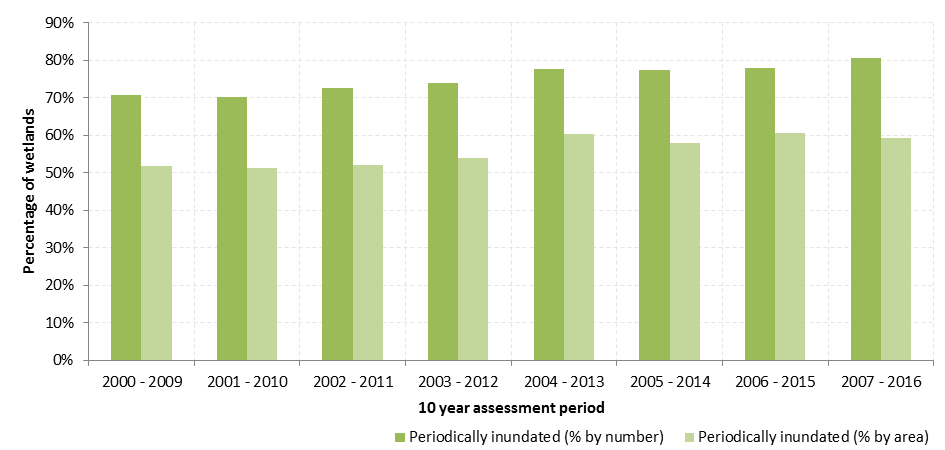 90%
80%
70%
60%
50%
40%
30%
20%
10%
0%
Percentage of wetlands
2000 - 2009
2001 - 2010
2002 - 2011
2003 - 2012
2004 - 2013
2005 - 2014
2006 - 2015
2007 - 2016
10 year assessment period
Periodically inundated (% by number)
Periodically inundated (% by area)